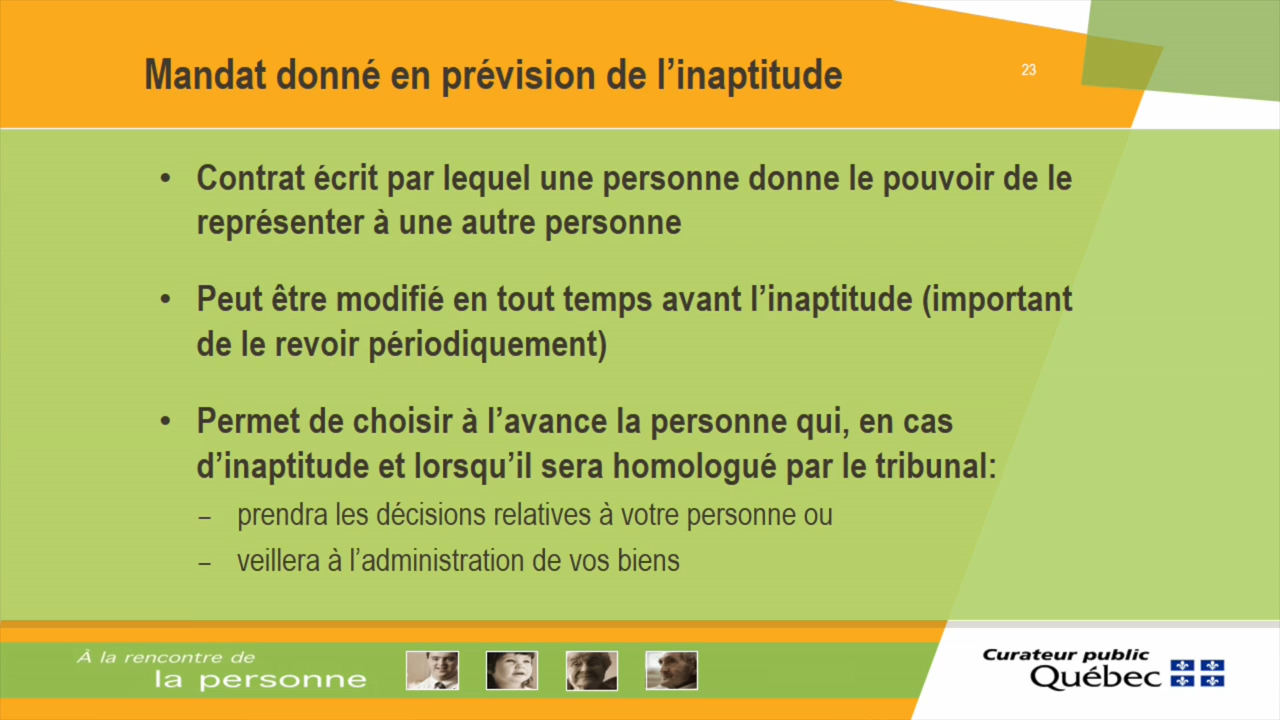 Mandat donné en prévision de l’inaptitude
23
• Contrat écrit par lequel une personne donne le pouvoir de le
représenter à une autre personne
• Peut être modifié en tout temps avant l’inaptitude (important
de le revoir périodiquement)
• Permet de choisir à l’avance la personne qui, en cas
d’inaptitude et lorsqu’il sera homologué par le tribunal:
– prendra les décisions relatives à votre personne ou
– veillera à l’administration de vos biens
À la rencontre de
la personne
Curateur public
Québec